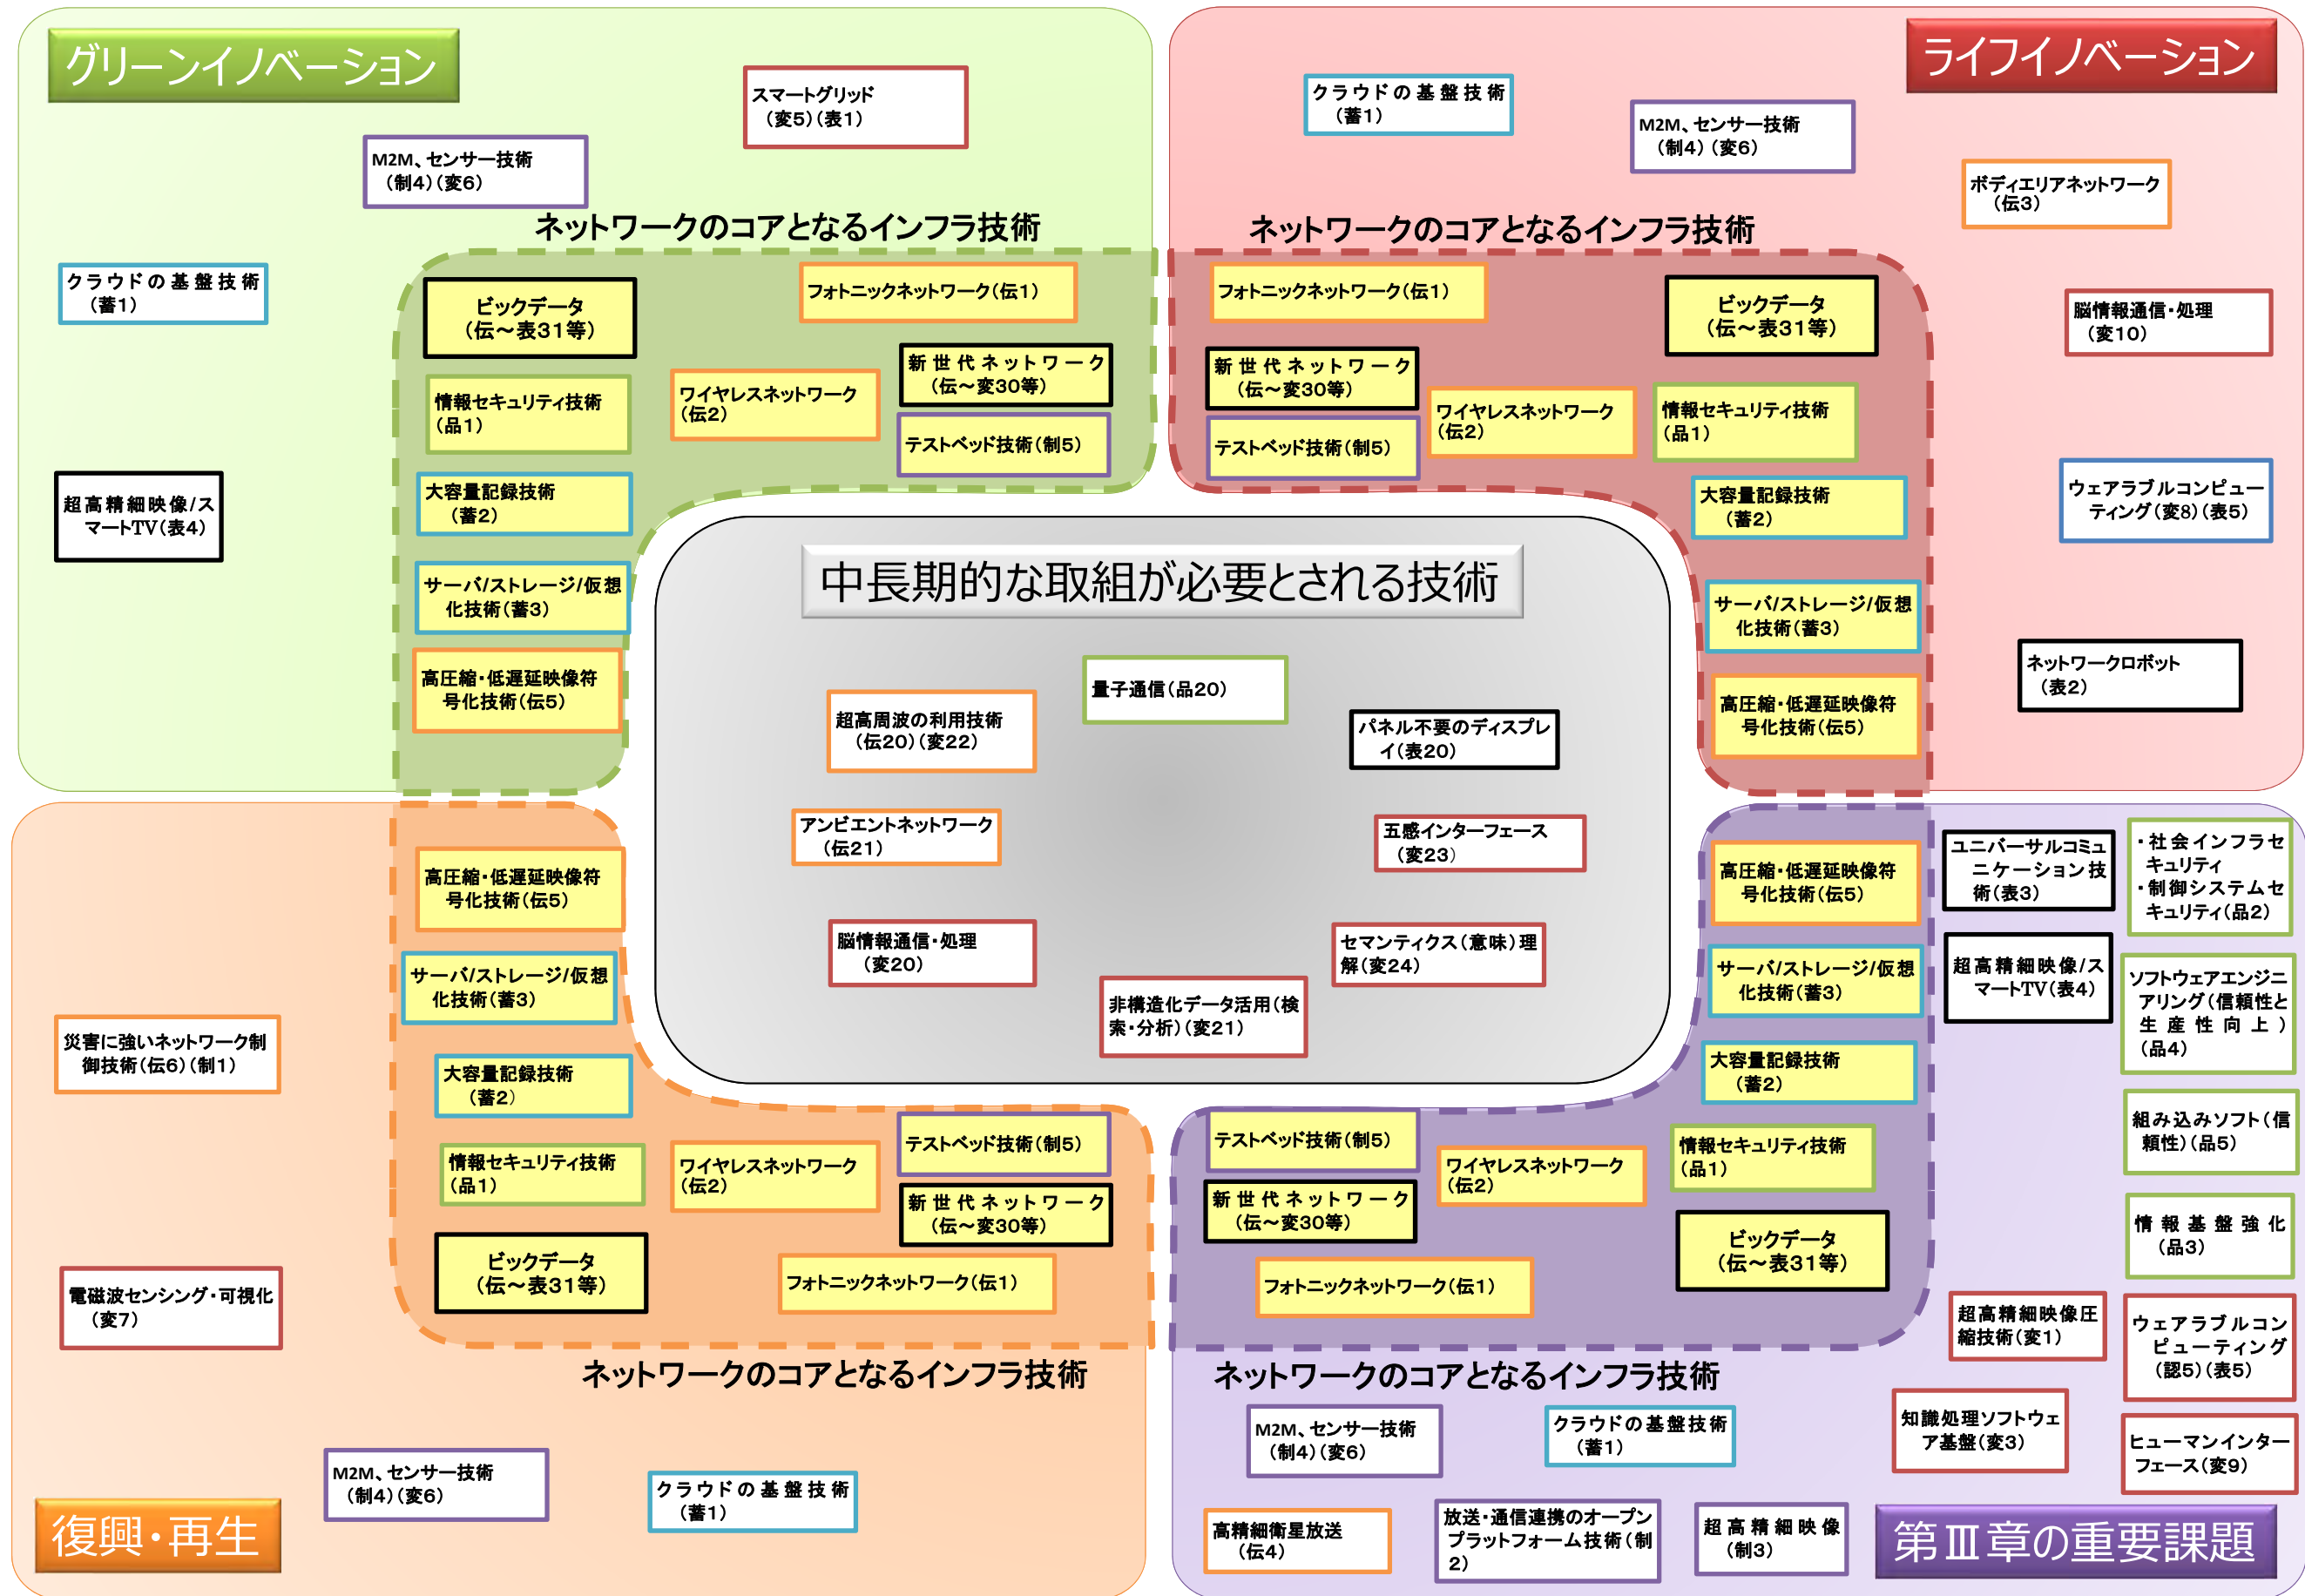 グリーンイノベーション
スマートグリッド
(変5)(表1)
M2M、センサー技術
(制4)(変6)
ネットワークのコアとなるインフラ技術
クラウドの基盤技術
(蓄1)
超高精細映像/ス
マートTV(表4)
ビックデータ
(伝～表31等)
フォトニックネットワーク(伝1)
新世代ネットワーク
(伝～変30等)
情報セキュリティ技術
(品1)
ワイヤレスネットワーク
(伝2)
テストベッド技術(制5)
大容量記録技術
(蓄2)
サーバ/ストレージ/仮想
化技術(蓄3)
高圧縮・低遅延映像符
号化技術(伝5)
ライフイノベーション
クラウドの基盤技術
(蓄1)
M2M、センサー技術
(制4)(変6)
ボディエリアネットワーク
(伝3)
ネットワークのコアとなるインフラ技術
フォトニックネットワーク(伝1)
ビックデータ
(伝～表31等)
新世代ネットワーク
(伝～変30等)
ワイヤレスネットワーク
(伝2)
情報セキュリティ技術
(品1)
テストベッド技術(制5)
大容量記録技術
(蓄2)
サーバ/ストレージ/仮想
化技術(蓄3)
高圧縮・低遅延映像符
号化技術(伝5)
脳情報通信・処理
(変10)
ウェアラブルコンピュー
ティング(変8)(表5)
ネットワークロボット
(表2)
中長期的な取組が必要とされる技術
量子通信(品20)
超高周波の利用技術
(伝20)(変22)
パネル不要のディスプレ
イ(表20)
アンビエントネットワーク
(伝21)
五感インターフェース
(変23)
脳情報通信・処理
(変20)
セマンティクス(意味)理
解(変24)
非構造化データ活用(検
索・分析)(変21)
高圧縮・低遅延映像符
号化技術(伝5)
サーバ/ストレージ/仮想
化技術(蓄3)
災害に強いネットワーク制
御技術(伝6)(制1)
大容量記録技術
(蓄2)
テストベッド技術(制5)
情報セキュリティ技術
(品1)
ワイヤレスネットワーク
(伝2)
新世代ネットワーク
(伝～変30等)
ビックデータ
(伝～表31等)
フォトニックネットワーク(伝1)
電磁波センシング・可視化
(変7)
ネットワークのコアとなるインフラ技術
M2M、センサー技術
(制4)(変6)
クラウドの基盤技術
(蓄1)
復興・再生
高圧縮・低遅延映像符
号化技術(伝5)
サーバ/ストレージ/仮想
化技術(蓄3)
大容量記録技術
(蓄2)
テストベッド技術(制5)
ワイヤレスネットワーク
(伝2)
情報セキュリティ技術
(品1)
新世代ネットワーク
(伝～変30等)
ビックデータ
(伝～表31等)
フォトニックネットワーク(伝1)
ネットワークのコアとなるインフラ技術
ユニバーサルコミュ
ニケーション技
術(表3)
・社会インフラセ
キュリティ
・制御システムセ
キュリティ(品2)
超高精細映像/ス
マートTV(表4)
ソフトウェアエンジニ
アリング(信頼性と
生産性向上)
(品4)
組み込みソフト(信
頼性)(品5)
情報基盤強化
(品3)
超高精細映像圧
縮技術(変1)
ウェアラブルコン
ピューティング
(認5)(表5)
知識処理ソフトウェ
ア基盤(変3)
ヒューマンインター
フェース(変9)
M2M、センサー技術
(制4)(変6)
クラウドの基盤技術
(蓄1)
高精細衛星放送
(伝4)
放送・通信連携のオープン
プラットフォーム技術(制
2)
超高精細映像
(制3)
第Ⅲ章の重要課題